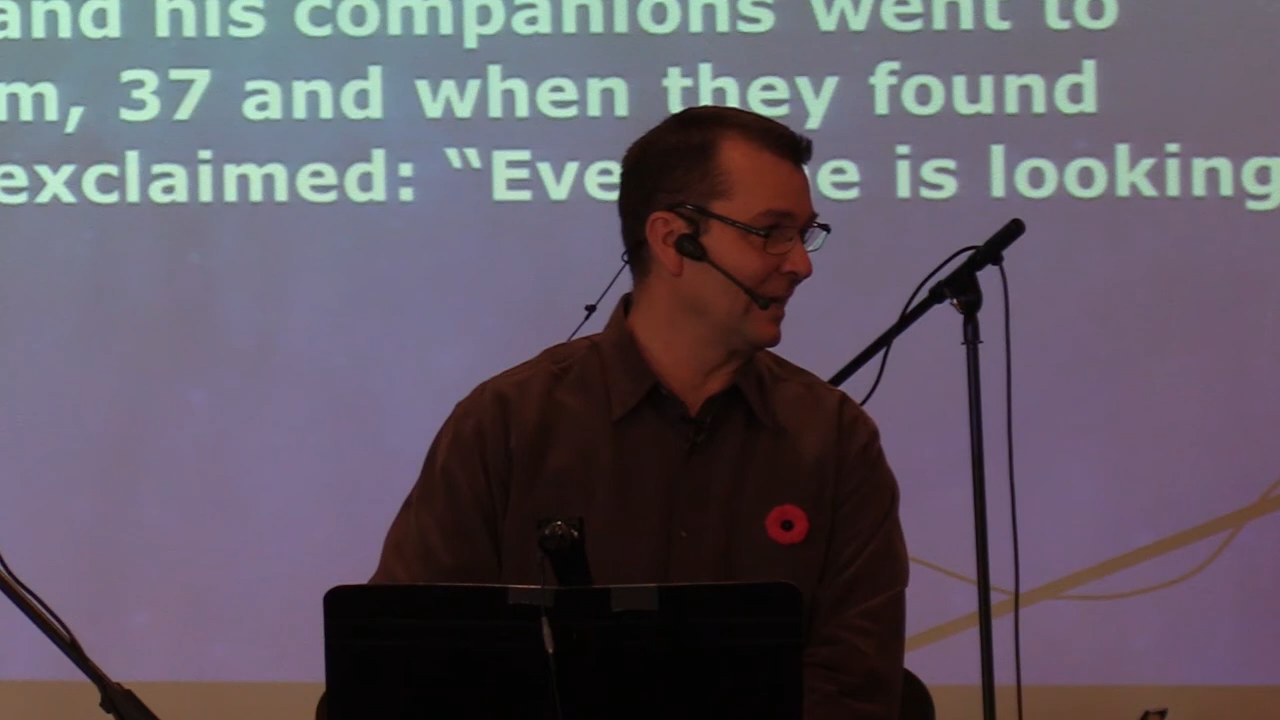 and his companions went to
m, 37 and when they found
exclaimed: “Eve e is looking